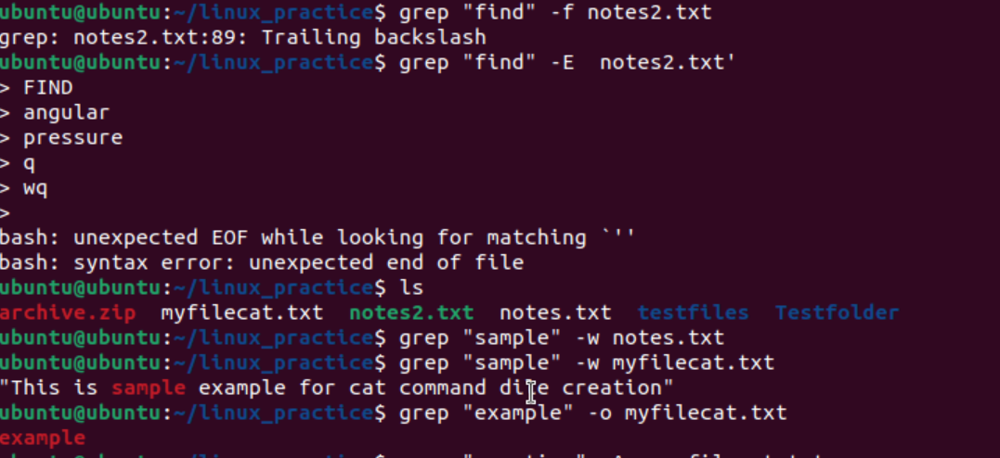 ubuntu@ubuntu:~/linux_practice$ grep "find" -f notes2.txt
grep: notes2.txt:89: Trailing backslash
ubuntu@ubuntu:~/linux_practice$ grep "find" -E  notes2.txt'
> FIND
> angular
> pressure
> q
> wq
>
bash: unexpected EOF while looking for matching `''
bash: syntax error: unexpected end of file
ubuntu@ubuntu:~/linux_practice$ ls
archive.zip  myfilecat.txt  notes2.txt  notes.txt  testfiles  Testfolder
ubuntu@ubuntu:~/linux_practice$ grep "sample" -w notes.txt
ubuntu@ubuntu:~/linux_practice$ grep "sample" -w myfilecat.txt
"This is sample example for cat command creation"
ubuntu@ubuntu:~/linux_practice$ grep "example" -o myfilecat.txt
example